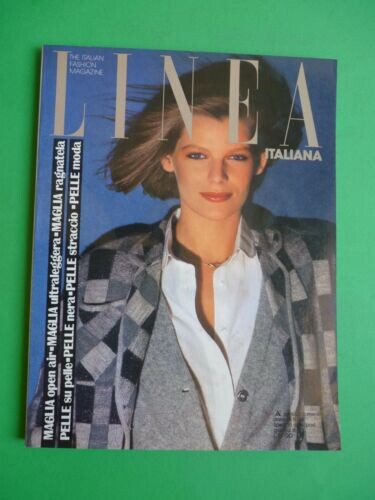 THE ITALIAN
FASHION
MAGAZINE
LINEA
ITALIANA
MAGLIA open air▪MAGLIA ultraleggera▪MAGLIA ragnatela
PELLE su pelle▪PELLE nera▪PELLE straccio▪PELLE moda